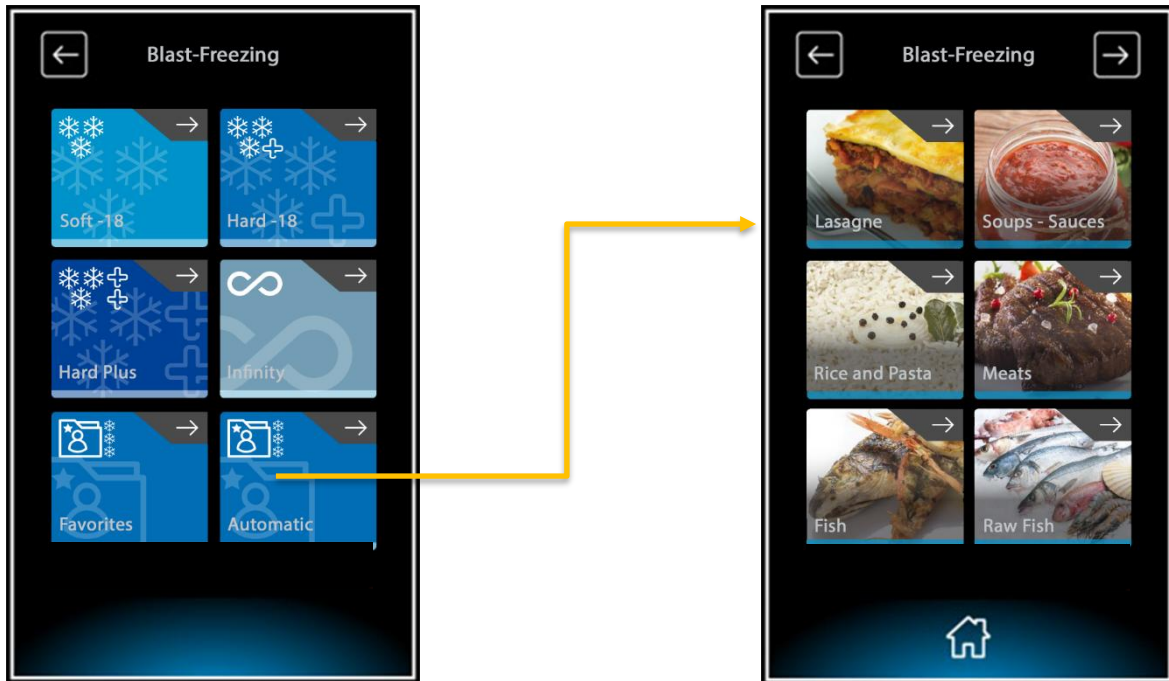 Blast-Freezing
Soft -18
Hard -18
Hard Plus
Infinity
Favorites
Automatic
Blast-Freezing
Lasagne
Soups - Sauces
Rice and Pasta
Meats
Fish
Raw Fish